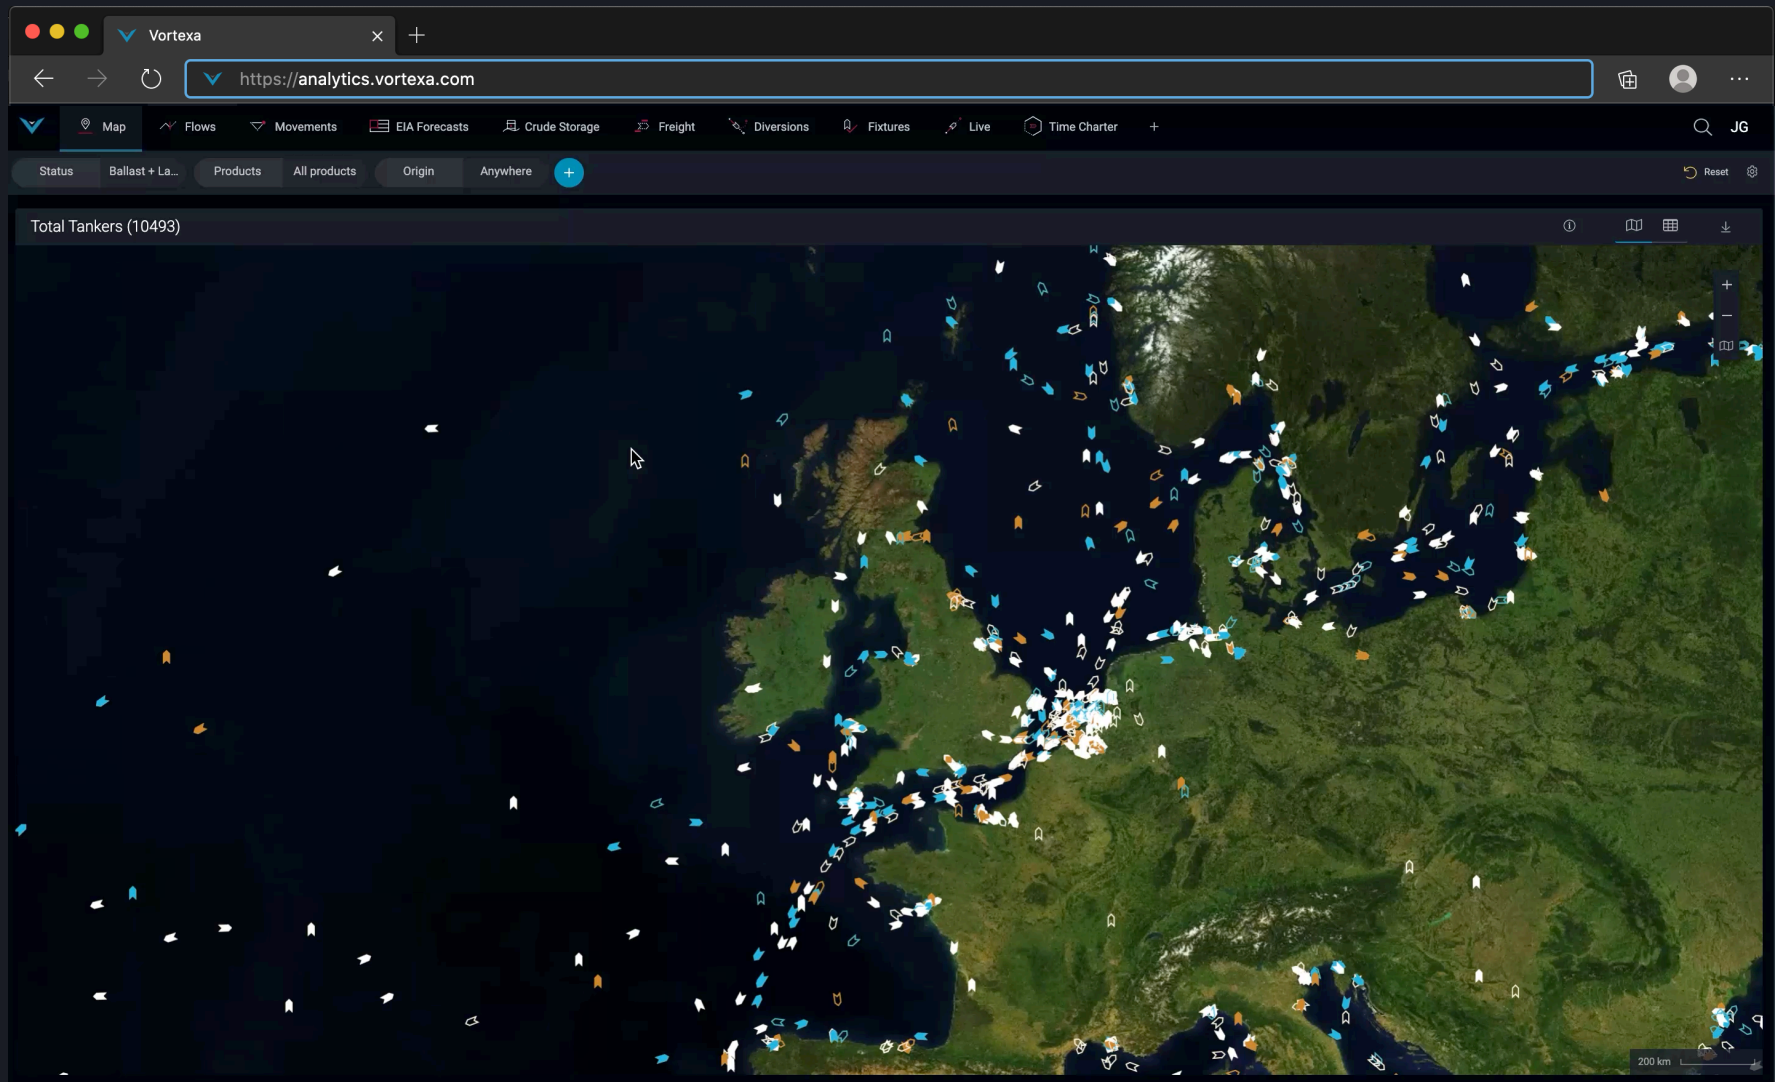 Vortexa
https://analytics.vortexa.com
Map Flows Movements EIA Forecasts Crude Storage Freight Diversions Fixtures Live Time Charter JG
Status Ballast + La... Products All products Origin Anywhere Reset
Total Tankers (10493)
200 km